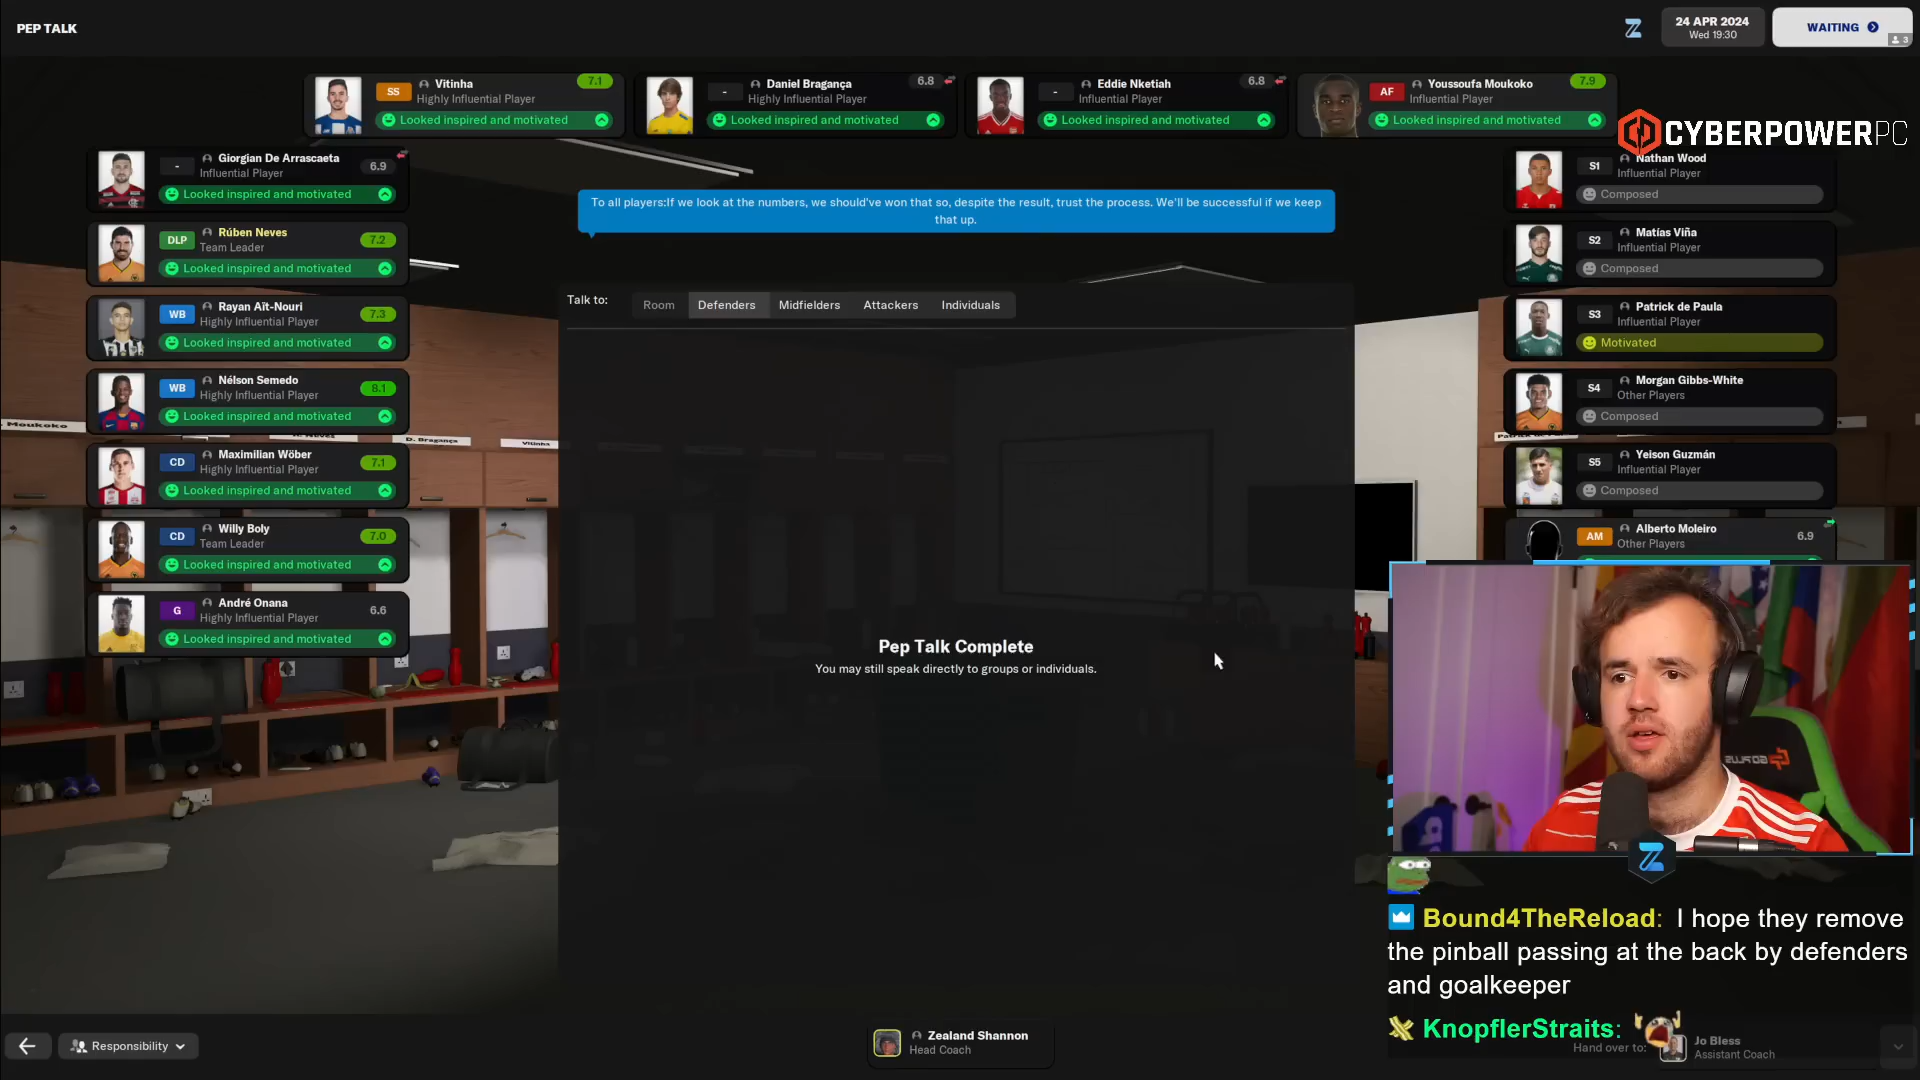 PEP TALK
24 APR 2024
Wed 19:30
WAITING
3
SS
Vitinha
7.1
Highly Influential Player
Looked inspired and motivated
-
Daniel Bragança
6.8
Highly Influential Player
Looked inspired and motivated
-
Eddie Nketiah
6.8
Influential Player
Looked inspired and motivated
AF
Youssoufa Moukoko
7.9
Influential Player
Looked inspired and motivated
CYBERPOWERPC
-
Giorgian De Arrascaeta
6.9
Influential Player
Looked inspired and motivated
DLP
Rúben Neves
7.2
Team Leader
Looked inspired and motivated
WB
Rayan Aït-Nouri
7.3
Highly Influential Player
Looked inspired and motivated
WB
Nélson Semedo
8.1
Highly Influential Player
Looked inspired and motivated
CD
Maximilian Wöber
7.1
Highly Influential Player
Looked inspired and motivated
CD
Willy Boly
7.0
Team Leader
Looked inspired and motivated
G
André Onana
6.6
Highly Influential Player
Looked inspired and motivated
. Moukoko
D. Bragança
Vitinha
To all players:If we look at the numbers, we should've won that so, despite the result, trust the process. We'll be successful if we keep
that up.
Talk to:
Room
Defenders
Midfielders
Attackers
Individuals
Pep Talk Complete
You may still speak directly to groups or individuals.
S1
Nathan Wood
Influential Player
Composed
S2
Matías Viña
Influential Player
Composed
S3
Patrick de Paula
Influential Player
Motivated
S4
Morgan Gibbs-White
Other Players
Composed
S5
Yeison Guzmán
Influential Player
Composed
AM
Alberto Moleiro
6.9
Other Players
Bound4TheReload: I hope they remove
the pinball passing at the back by defenders
and goalkeeper
KnopflerStraits:
Responsibility
Zealand Shannon
Head Coach
Hand over to:
Jo Bless
Assistant Coach